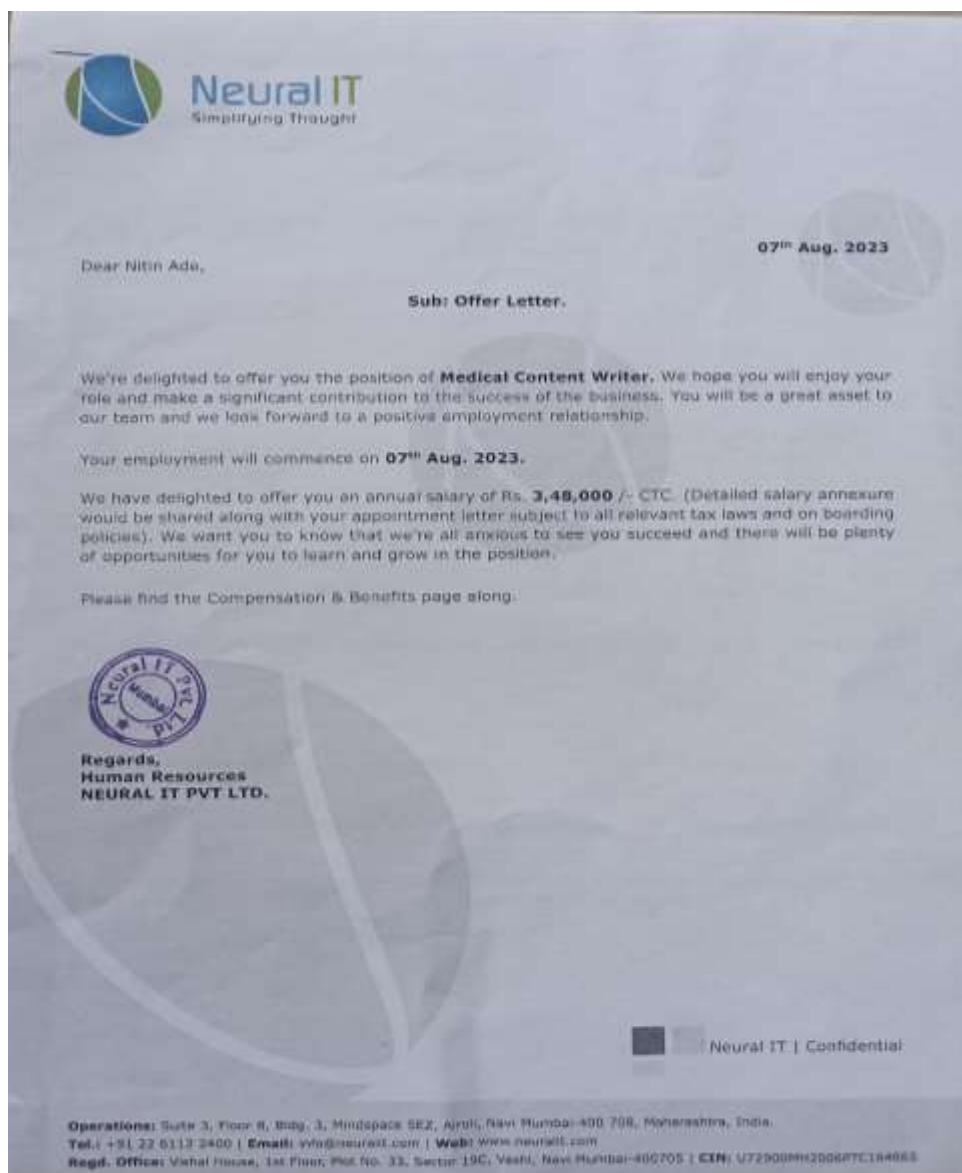 Neural IT
Simplifying Thought
07th Aug. 2023
Dear Nitin Ade,
Sub: Offer Letter.
We're delighted to offer you the position of Medical Content Writer. We hope you will enjoy your
role and make a significant contribution to the success of the business. You will be a great asset to
our team and we look forward to a positive employment relationship.
Your employment will commence on 07th Aug. 2023.
We have delighted to offer you an annual salary of Rs. 3,48,000 /- CTC. (Detailed salary annexure
would be shared along with your appointment letter subject to all relevant tax laws and on boarding
policies). We want you to know that we're all anxious to see you succeed and there will be plenty
of opportunities for you to learn and grow in the position.
Please find the Compensation & Benefits page along.
Neural IT Pvt. Ltd.
Mumbai
Regards,
Human Resources
NEURAL IT PVT LTD.
Neural IT | Confidential
Operations: Suite 3, Floor 8, Bldg. 3, Mindspace SEZ, Airoli, Navi Mumbai-400 708, Maharashtra, India.
Tel.: +91 22 6113 2400 | Email: info@neuralit.com | Web: www.neuralit.com
Regd. Office: Vishal House, 1st Floor, Plot No. 33, Sector 19C, Vashi, Navi Mumbai-400705 | CIN: